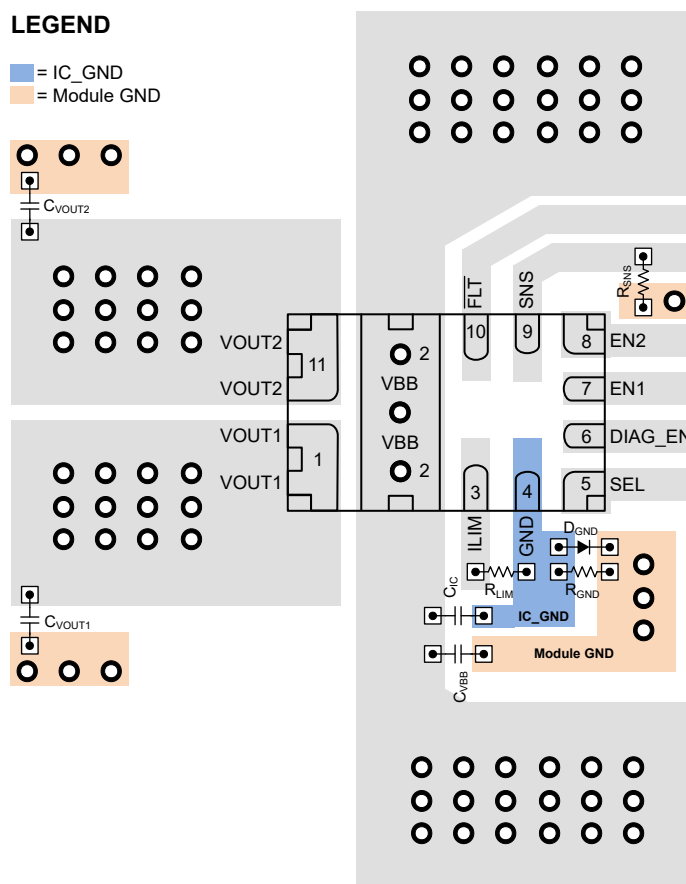 LEGEND
= IC_GND
= Module GND
CVOUT2
RSNS
FLT
SNS
VOUT2
10
9
8
EN2
2
11
VBB
VOUT2
7
EN1
VOUT1
VBB
6
DIAG_EN
1
2
VOUT1
3
4
5
SEL
ILIM
GND
DGND
RLIM
RGND
CIC
IC_GND
CVOUT1
Module GND
CVBB